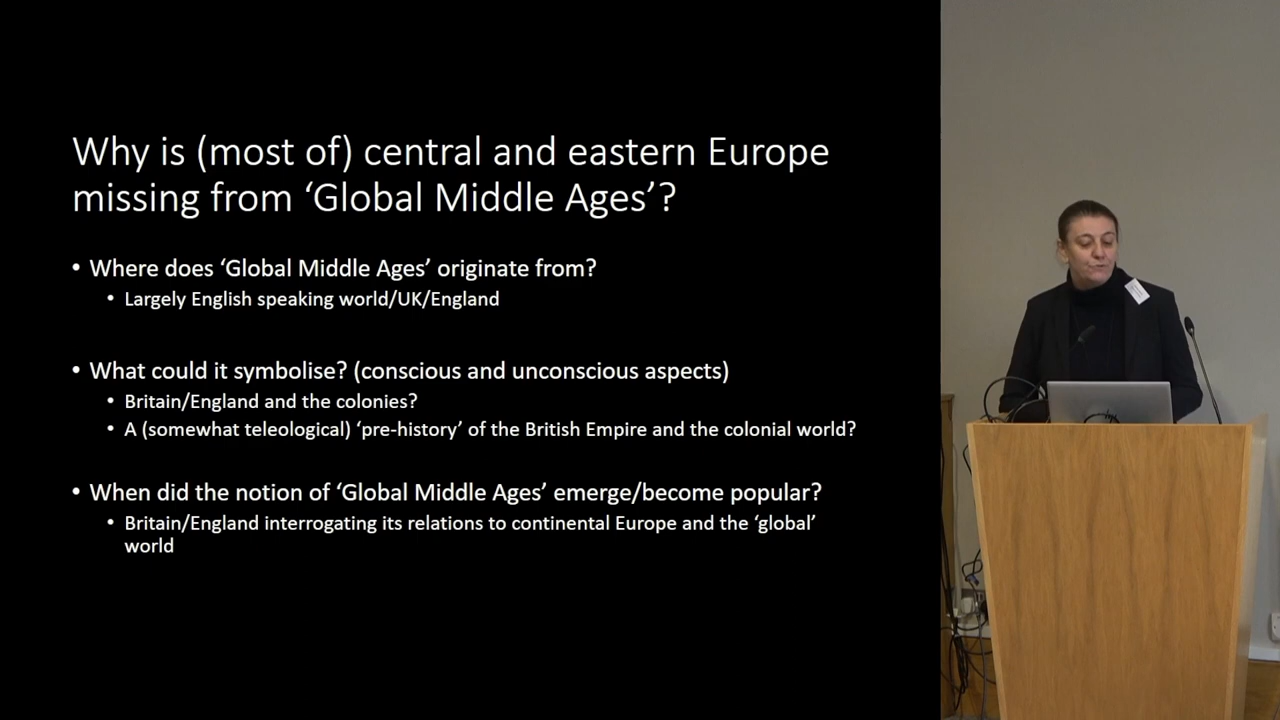 Why is (most of) central and eastern Europe
missing from ‘Global Middle Ages’?
• Where does ‘Global Middle Ages’ originate from?
• Largely English speaking world/UK/England
• What could it symbolise? (conscious and unconscious aspects)
• Britain/England and the colonies?
• A (somewhat teleological) ‘pre-history’ of the British Empire and the colonial world?
• When did the notion of ‘Global Middle Ages’ emerge/become popular?
• Britain/England interrogating its relations to continental Europe and the ‘global’
world